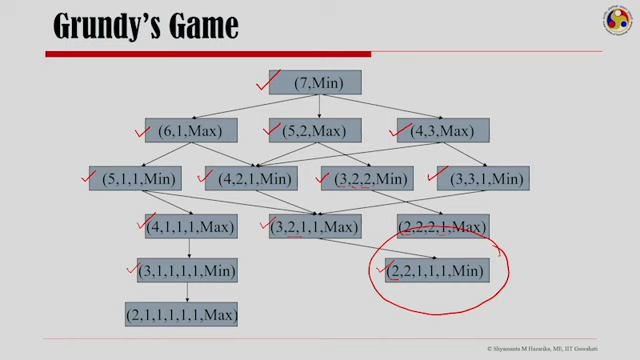 Grundy's Game
(7,Min)
(6,1,Max) (5,2,Max) (4,3,Max)
(5,1,1,Min) (4,2,1,Min) (3,2,2,Min) (3,3,1,Min)
(4,1,1,1,Max) (3,2,1,1,Max) (2,2,2,1,Max)
(3,1,1,1,1,Min) (2,2,1,1,1,Min)
(2,1,1,1,1,1,Max)
© Shyamanta M Hazarika, ME, IIT Guwahati